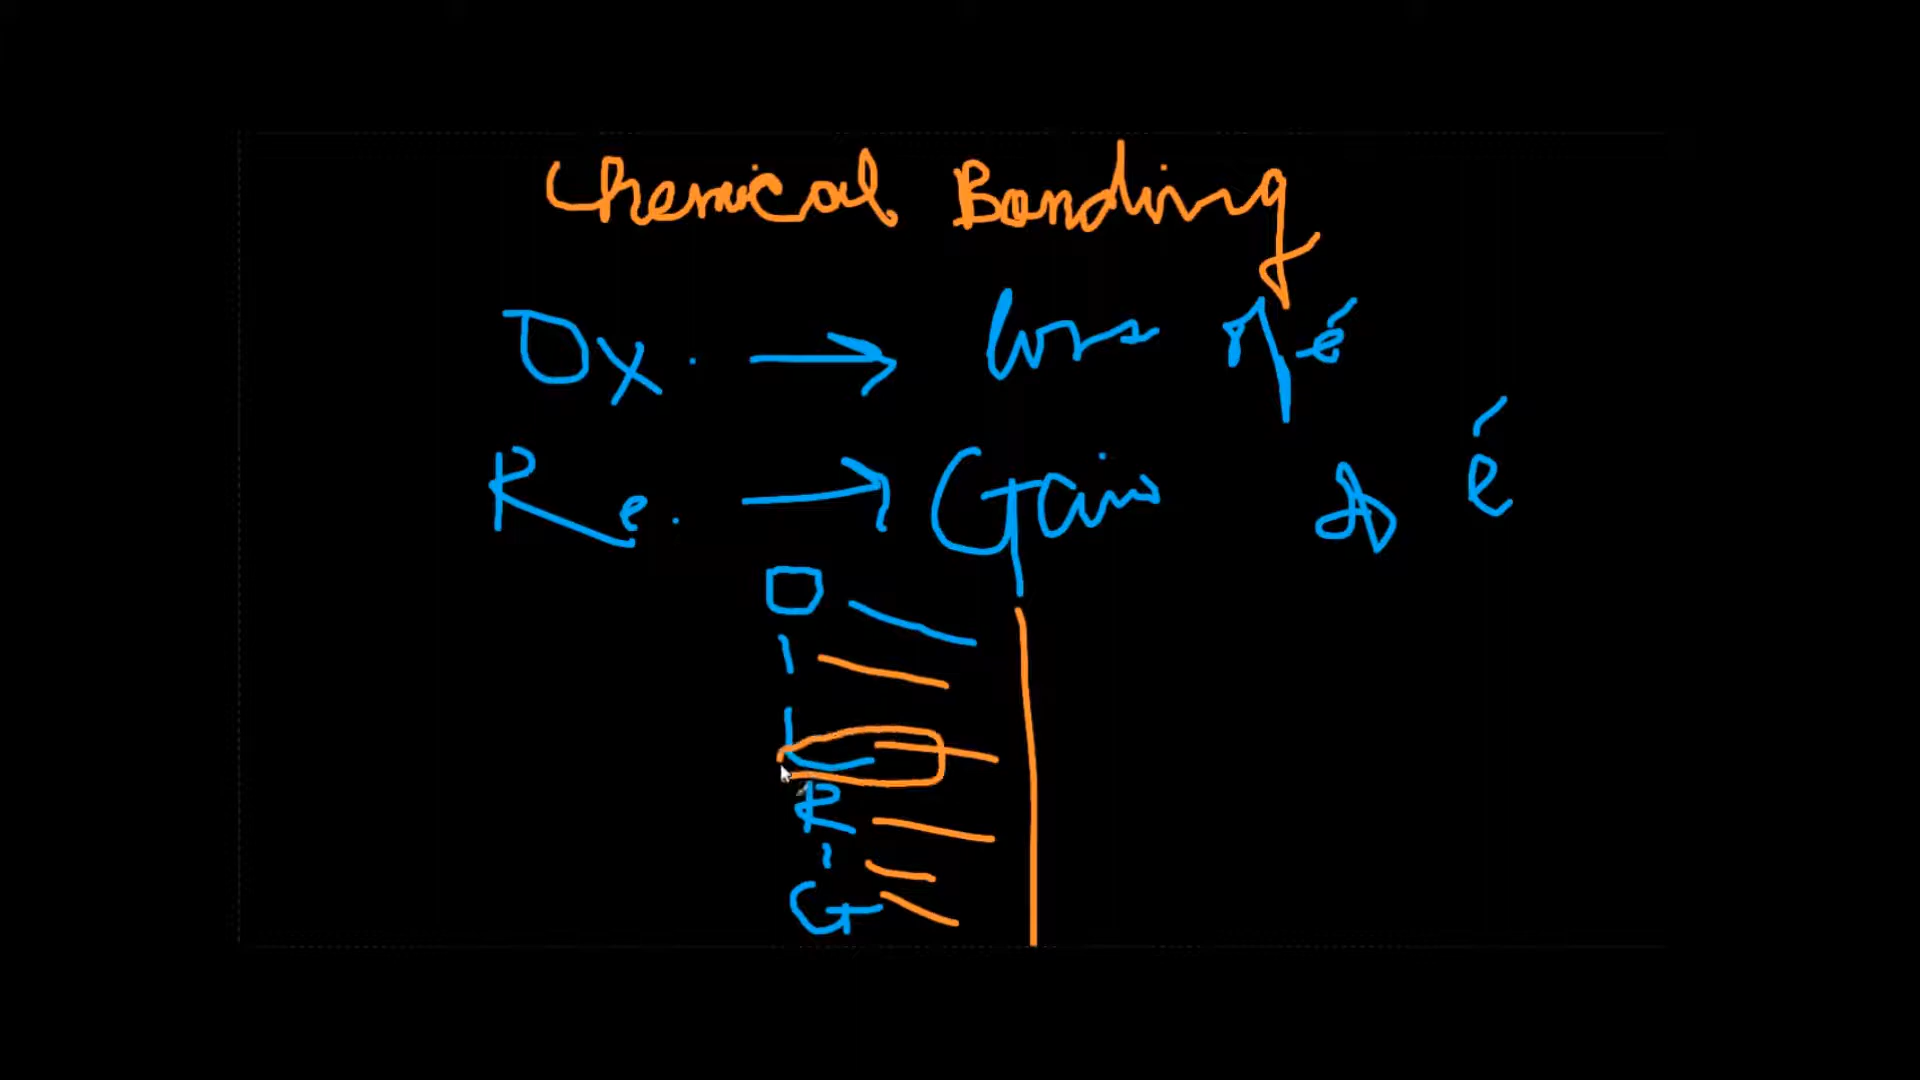 Chemical Bonding
Ox. → loss of é
Re. → Gain of é
O
I
L
R
I
G